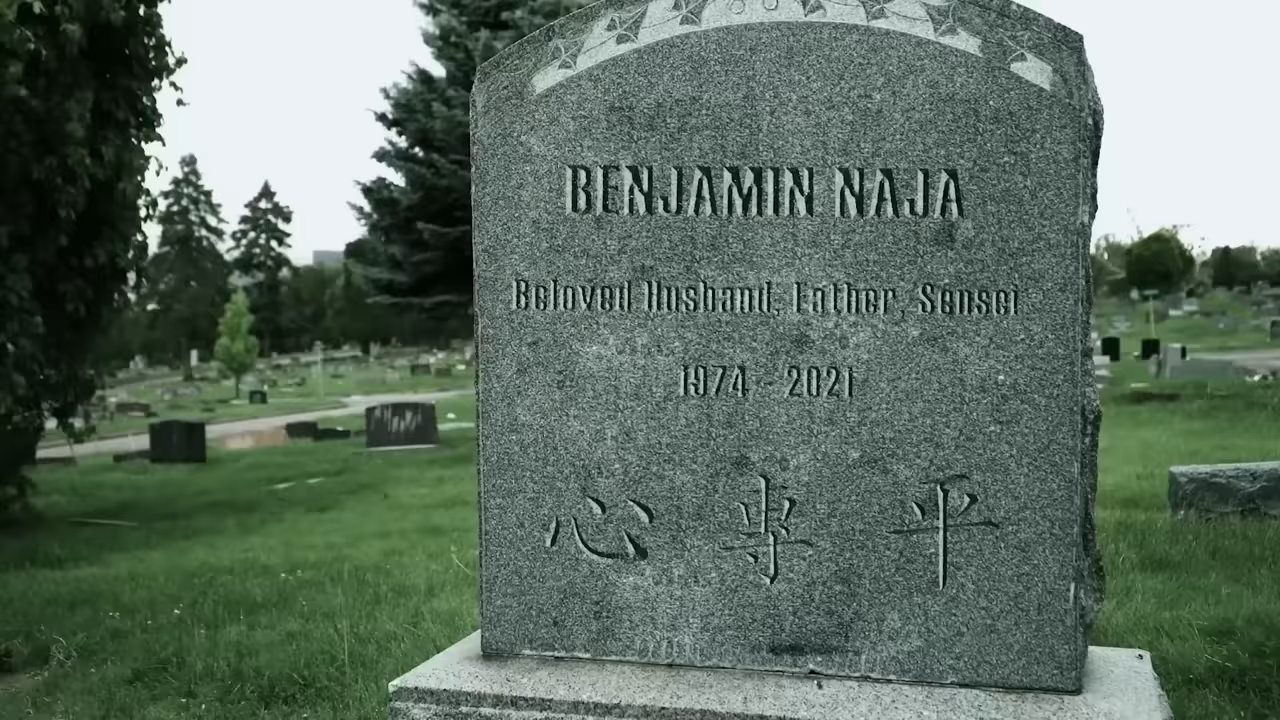 BENJAMIN NAJA
Beloved Husband, Father, Sensei
1974 - 2021
心 平